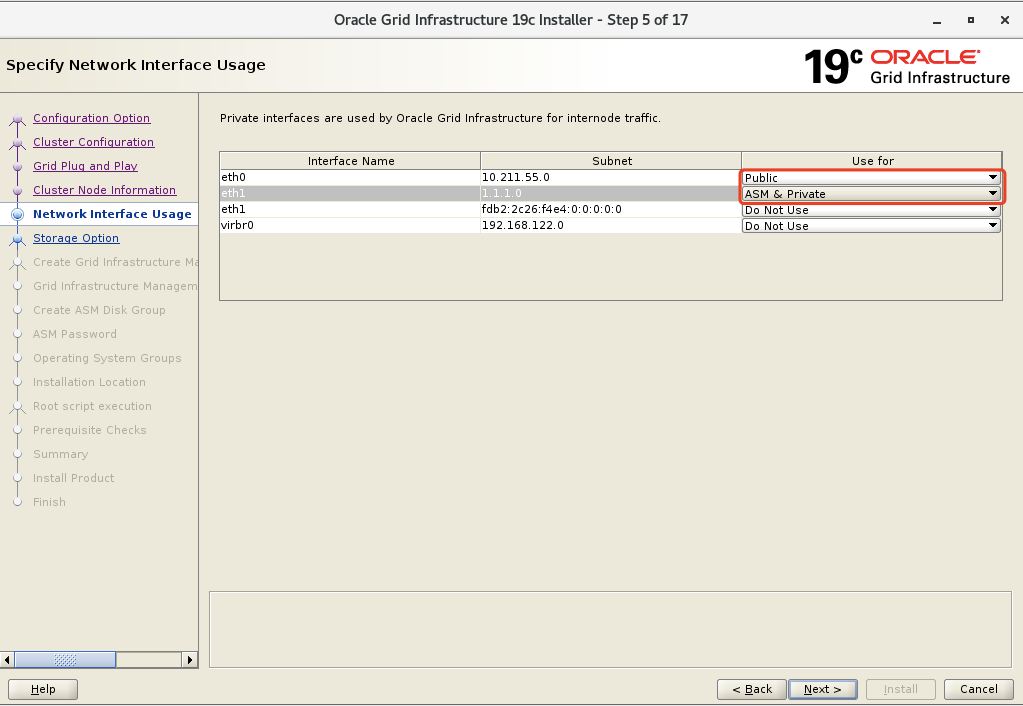 Oracle Grid Infrastructure 19c Installer - Step 5 of 17
Specify Network Interface Usage
19c ORACLE
Grid Infrastructure
Configuration Option
Cluster Configuration
Grid Plug and Play
Cluster Node Information
Network Interface Usage
Storage Option
Create Grid Infrastructure Ma
Grid Infrastructure Managem
Create ASM Disk Group
ASM Password
Operating System Groups
Installation Location
Root script execution
Prerequisite Checks
Summary
Install Product
Finish
Private interfaces are used by Oracle Grid Infrastructure for internode traffic.
Interface Name Subnet Use for
eth0 10.211.55.0 Public
eth1 1.1.1.0 ASM & Private
eth1 fdb2:2c26:f4e4:0:0:0:0:0 Do Not Use
virbr0 192.168.122.0 Do Not Use
Help < Back Next > Install Cancel